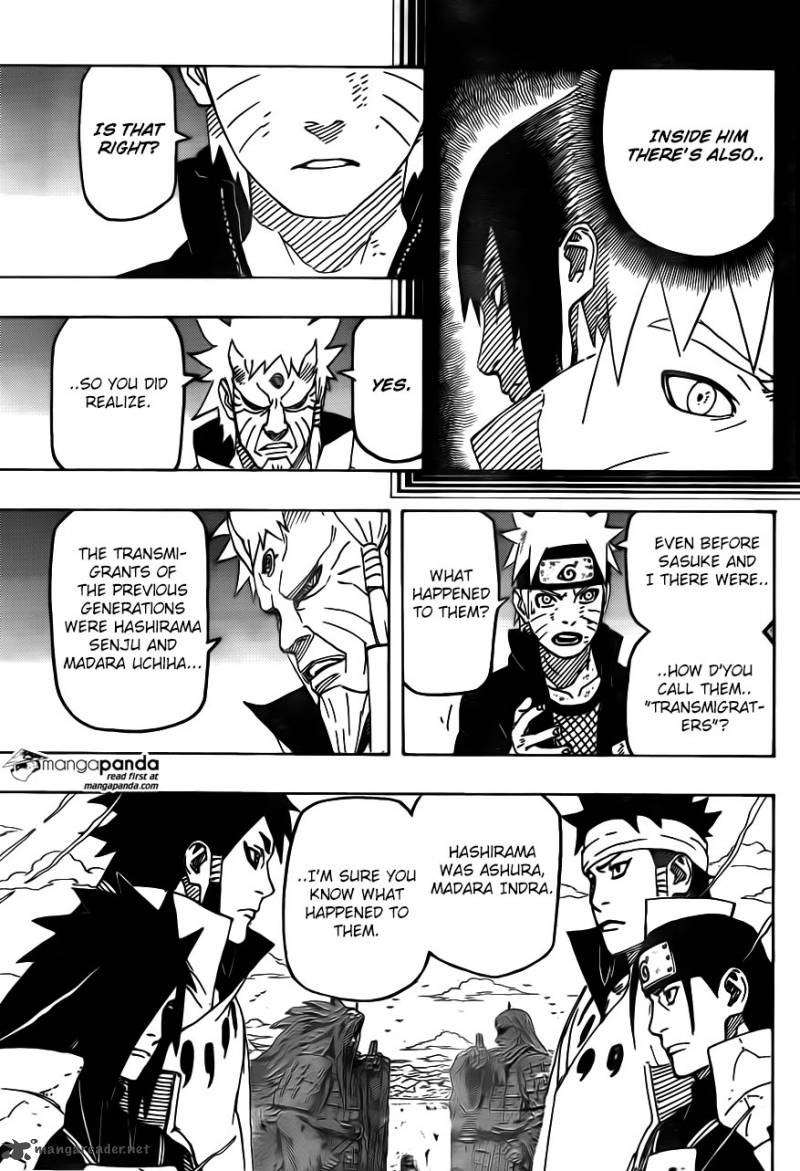 INSIDE HIM
THERE'S ALSO..
IS THAT
RIGHT?
YES.
..SO YOU DID
REALIZE.
EVEN BEFORE
SASUKE AND
I THERE WERE..
..HOW D'YOU
CALL THEM..
"TRANSMIGRAT-
ERS"?
WHAT
HAPPENED
TO THEM?
THE TRANSMI-
GRANTS
OF THE
PREVIOUS
GENERATIONS
WERE HASHIRAMA
SENJU AND
MADARA UCHIHA...
mangapanda
read first at
mangapanda.com
HASHIRAMA
WAS ASHURA,
MADARA INDRA.
..I'M SURE YOU
KNOW WHAT
HAPPENED TO
THEM.
mangareader.net